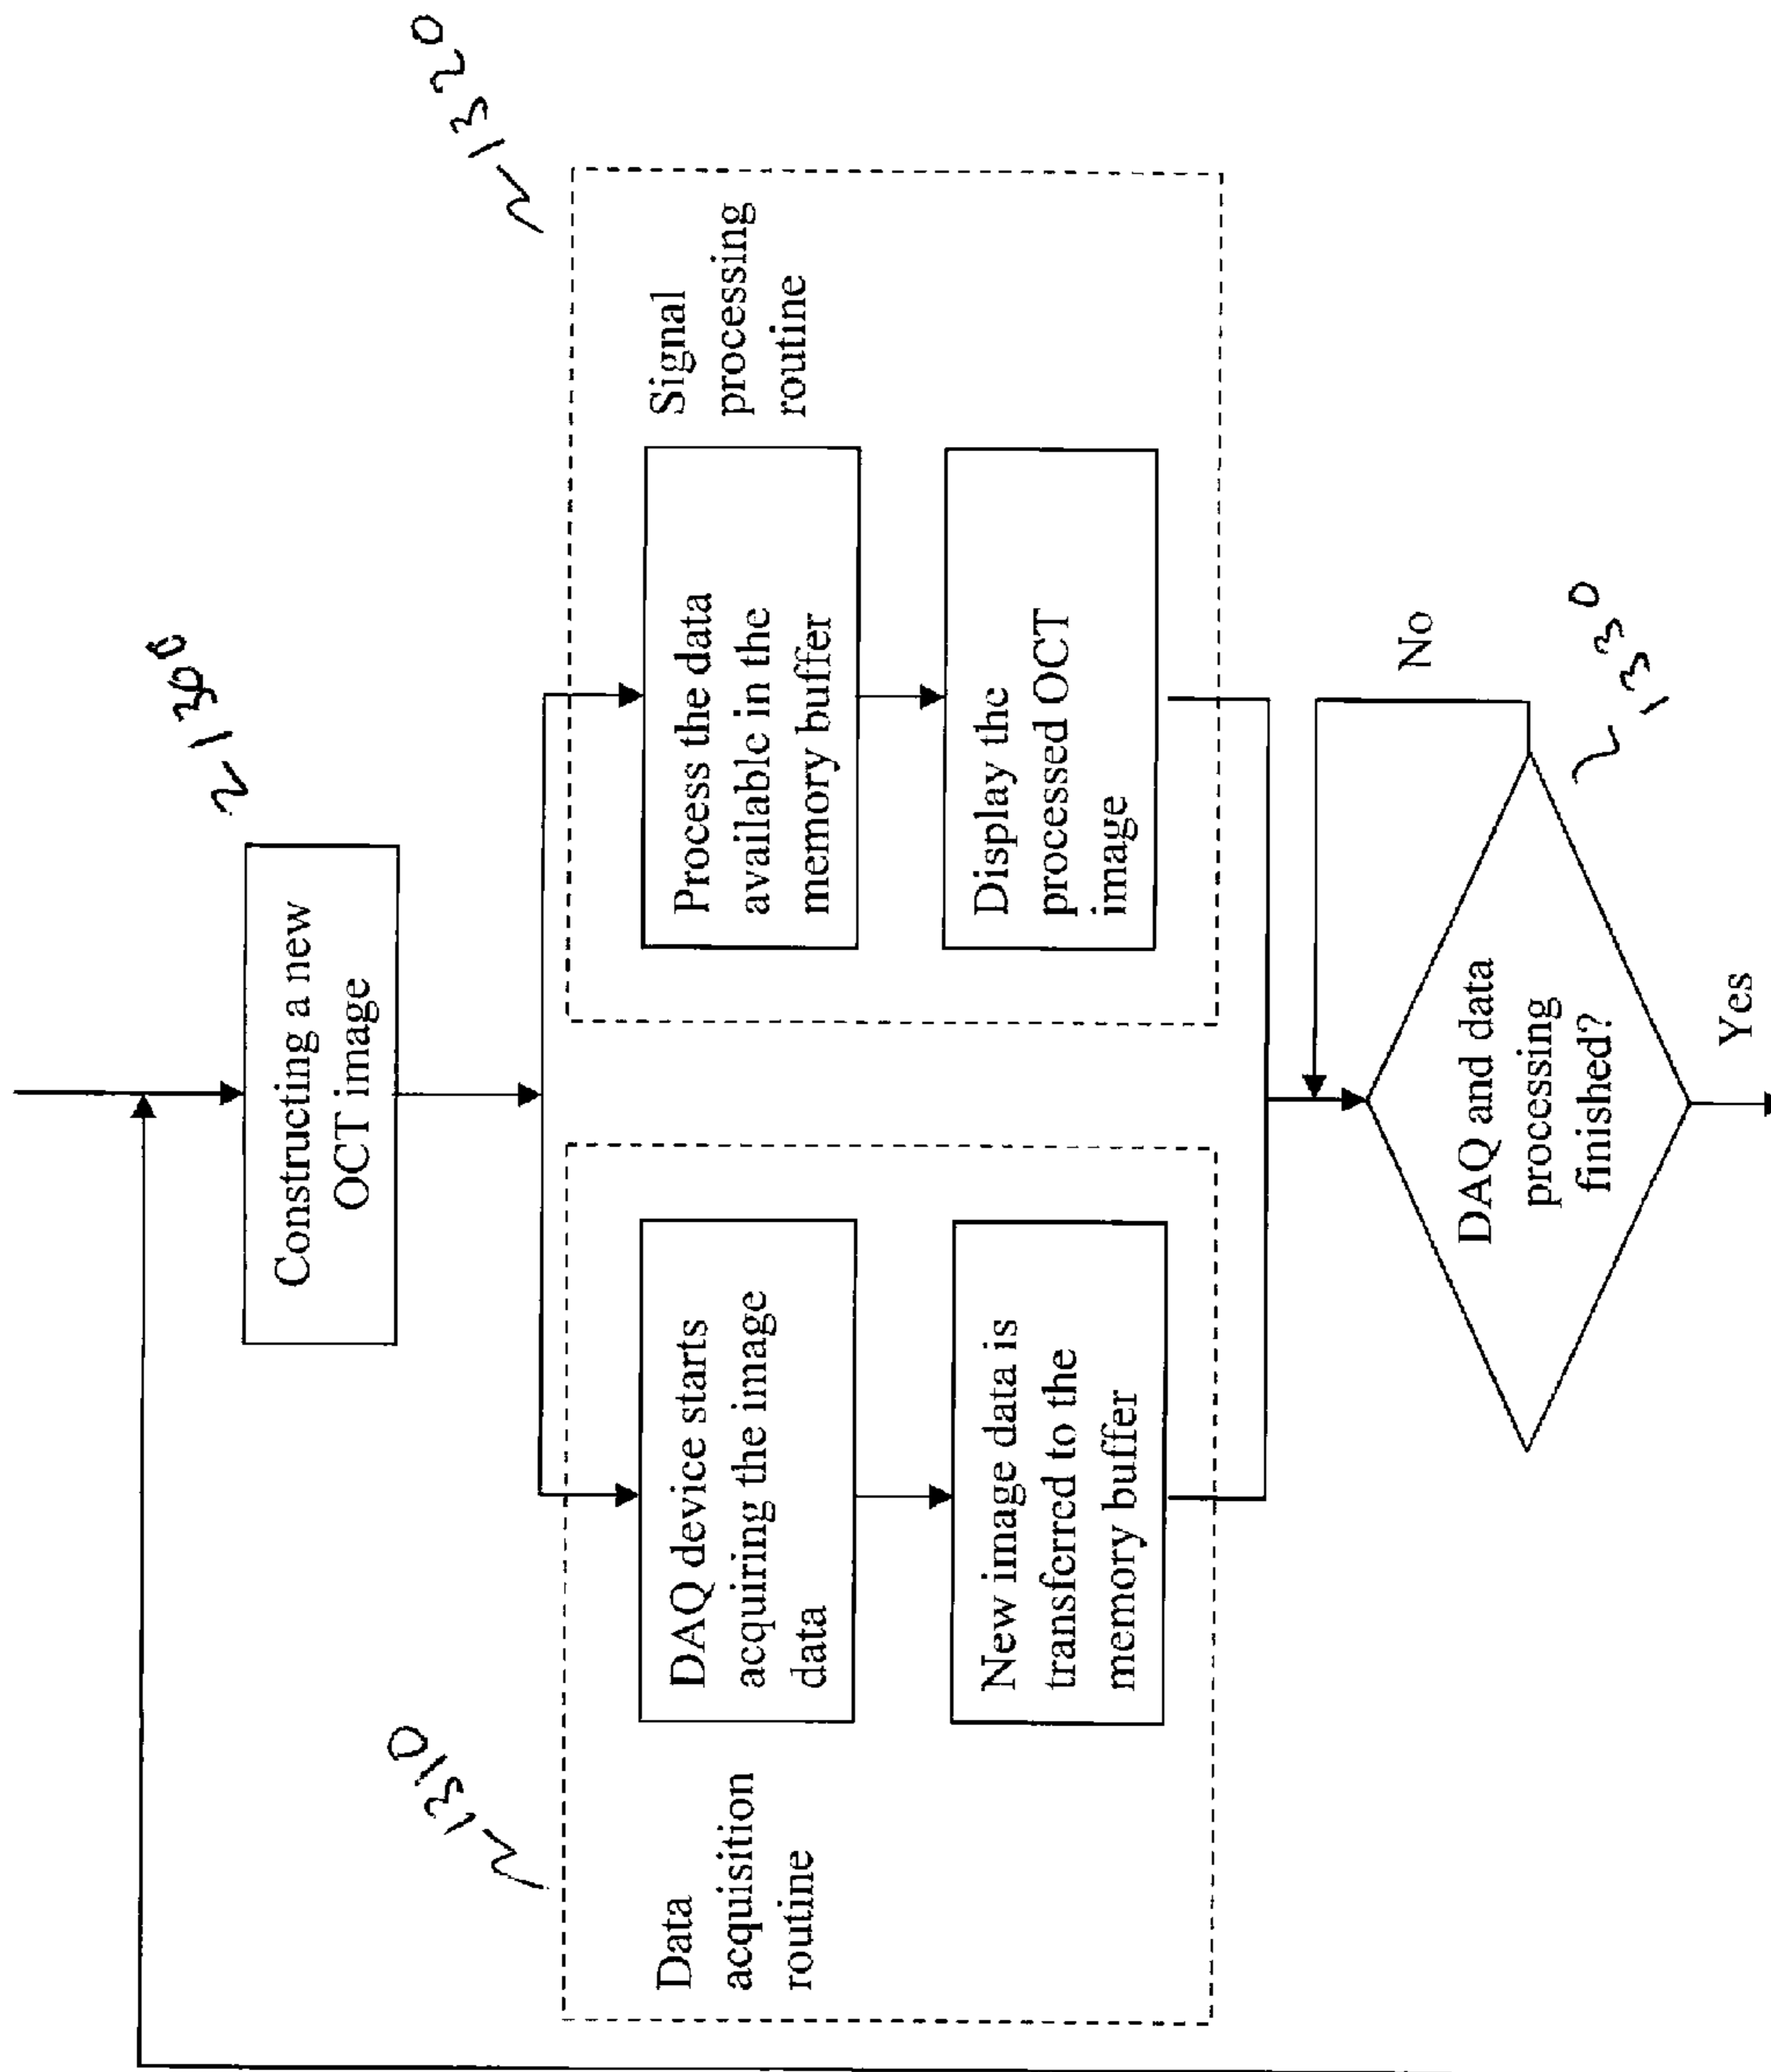 1300
Constructing a new
OCT image
1310
Data
acquisition
routine
DAQ device starts
acquiring the image
data
New image data is
transferred to the
memory buffer
1320
Signal
processing
routine
Process the data
available in the
memory buffer
Display the
processed OCT
image
DAQ and data
processing
finished?
1330
No
Yes